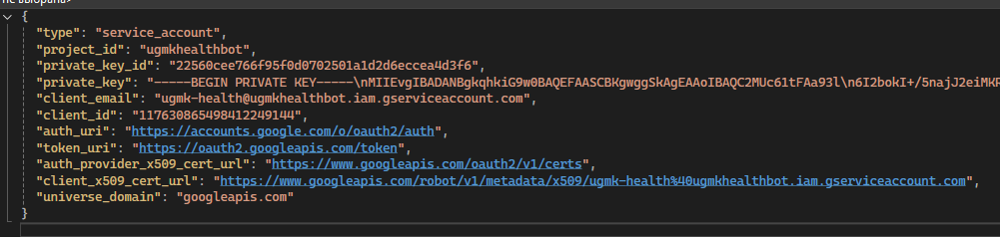 {
"type": "service_account",
"project_id": "ugmkhealthbot",
"private_key_id": "22560cee766f95f0d0702501a1d2d6eccea4d3f6",
"private_key": "-----BEGIN PRIVATE KEY-----\nMIIEvgIBADANBgkqhkiG9w0BAQEFAASCBKgwggSkAgEAAoIBAQC2MUc61tFAa93l\n6I2bokI+/5najJ2eiMKR
"client_email": "ugmk-health@ugmkhealthbot.iam.gserviceaccount.com",
"client_id": "117630865498412249144",
"auth_uri": "https://accounts.google.com/o/oauth2/auth",
"token_uri": "https://oauth2.googleapis.com/token",
"auth_provider_x509_cert_url": "https://www.googleapis.com/oauth2/v1/certs",
"client_x509_cert_url": "https://www.googleapis.com/robot/v1/metadata/x509/ugmk-health%40ugmkhealthbot.iam.gserviceaccount.com",
"universe_domain": "googleapis.com"
}